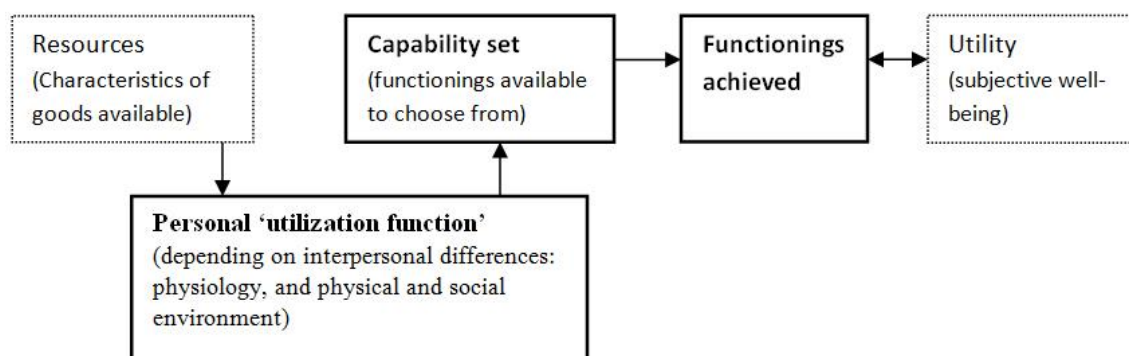 Resources
(Characteristics of
goods available)
Capability set
(functionings available
to choose from)
Functionings
achieved
Utility
(subjective well-
being)
Personal ‘utilization function’
(depending on interpersonal differences:
physiology, and physical and social
environment)